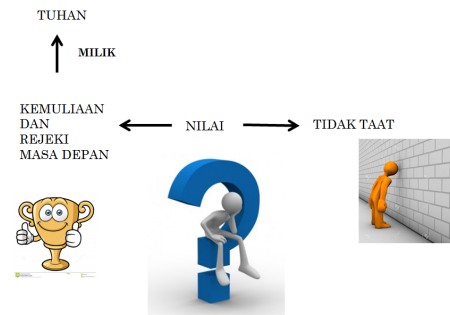 TUHAN
MILIK
KEMULIAAN
DAN
REJEKI
MASA DEPAN
NILAI
TIDAK TAAT